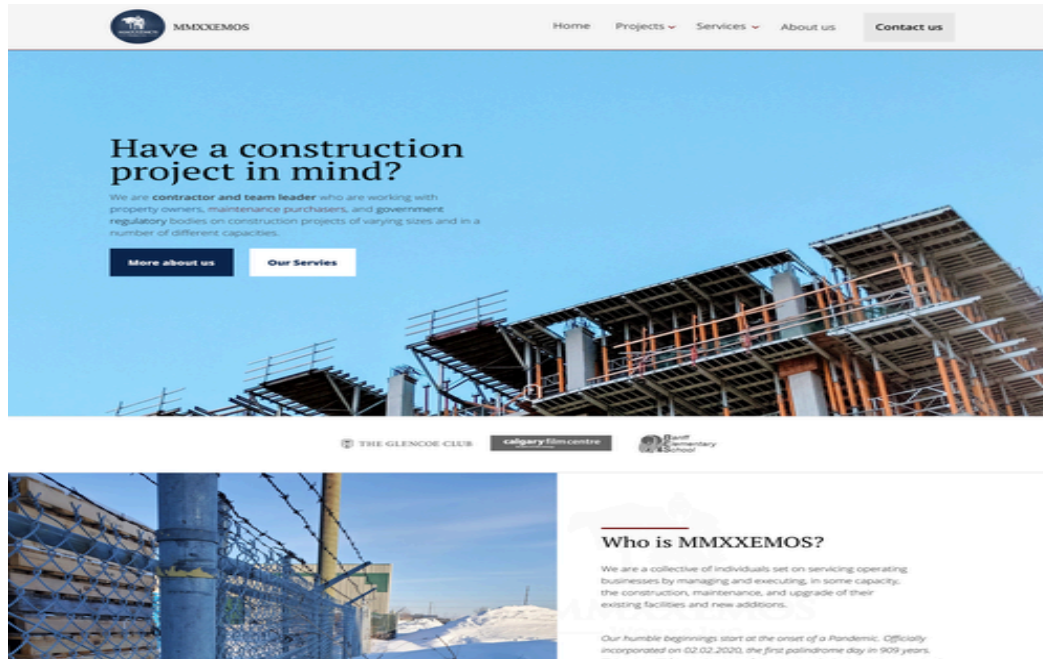 MMXXEMOS
Home Projects Services About us Contact us
Have a construction
project in mind?
We are contractor and team leader who are working with
property owners, maintenance purchasers, and government
regulatory bodies on construction projects of varying sizes and in a
number of different capacities.
More about us Our Servies
THE GLENCOE CLUB calgary film centre Banff
Elementary
School
Who is MMXXEMOS?
We are a collective of individuals set on servicing operating
businesses by managing and executing, in some capacity,
the construction, maintenance, and upgrade of their
existing facilities and new additions.
MMXXEMOS
Our humble beginnings start at the onset of a Pandemic. Officially
incorporated on 02.02.2020, the first palindrome day in 909 years.